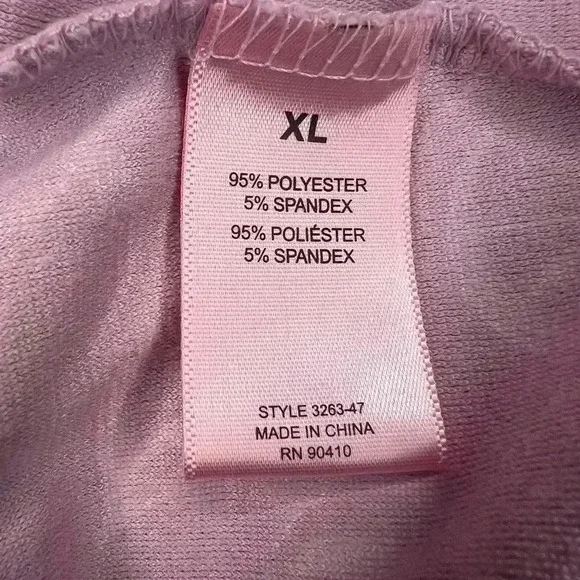 XL
95% POLYESTER
5% SPANDEX
95% POLIÉSTER
5% SPANDEX
STYLE 3263-47
MADE IN CHINA
RN 90410